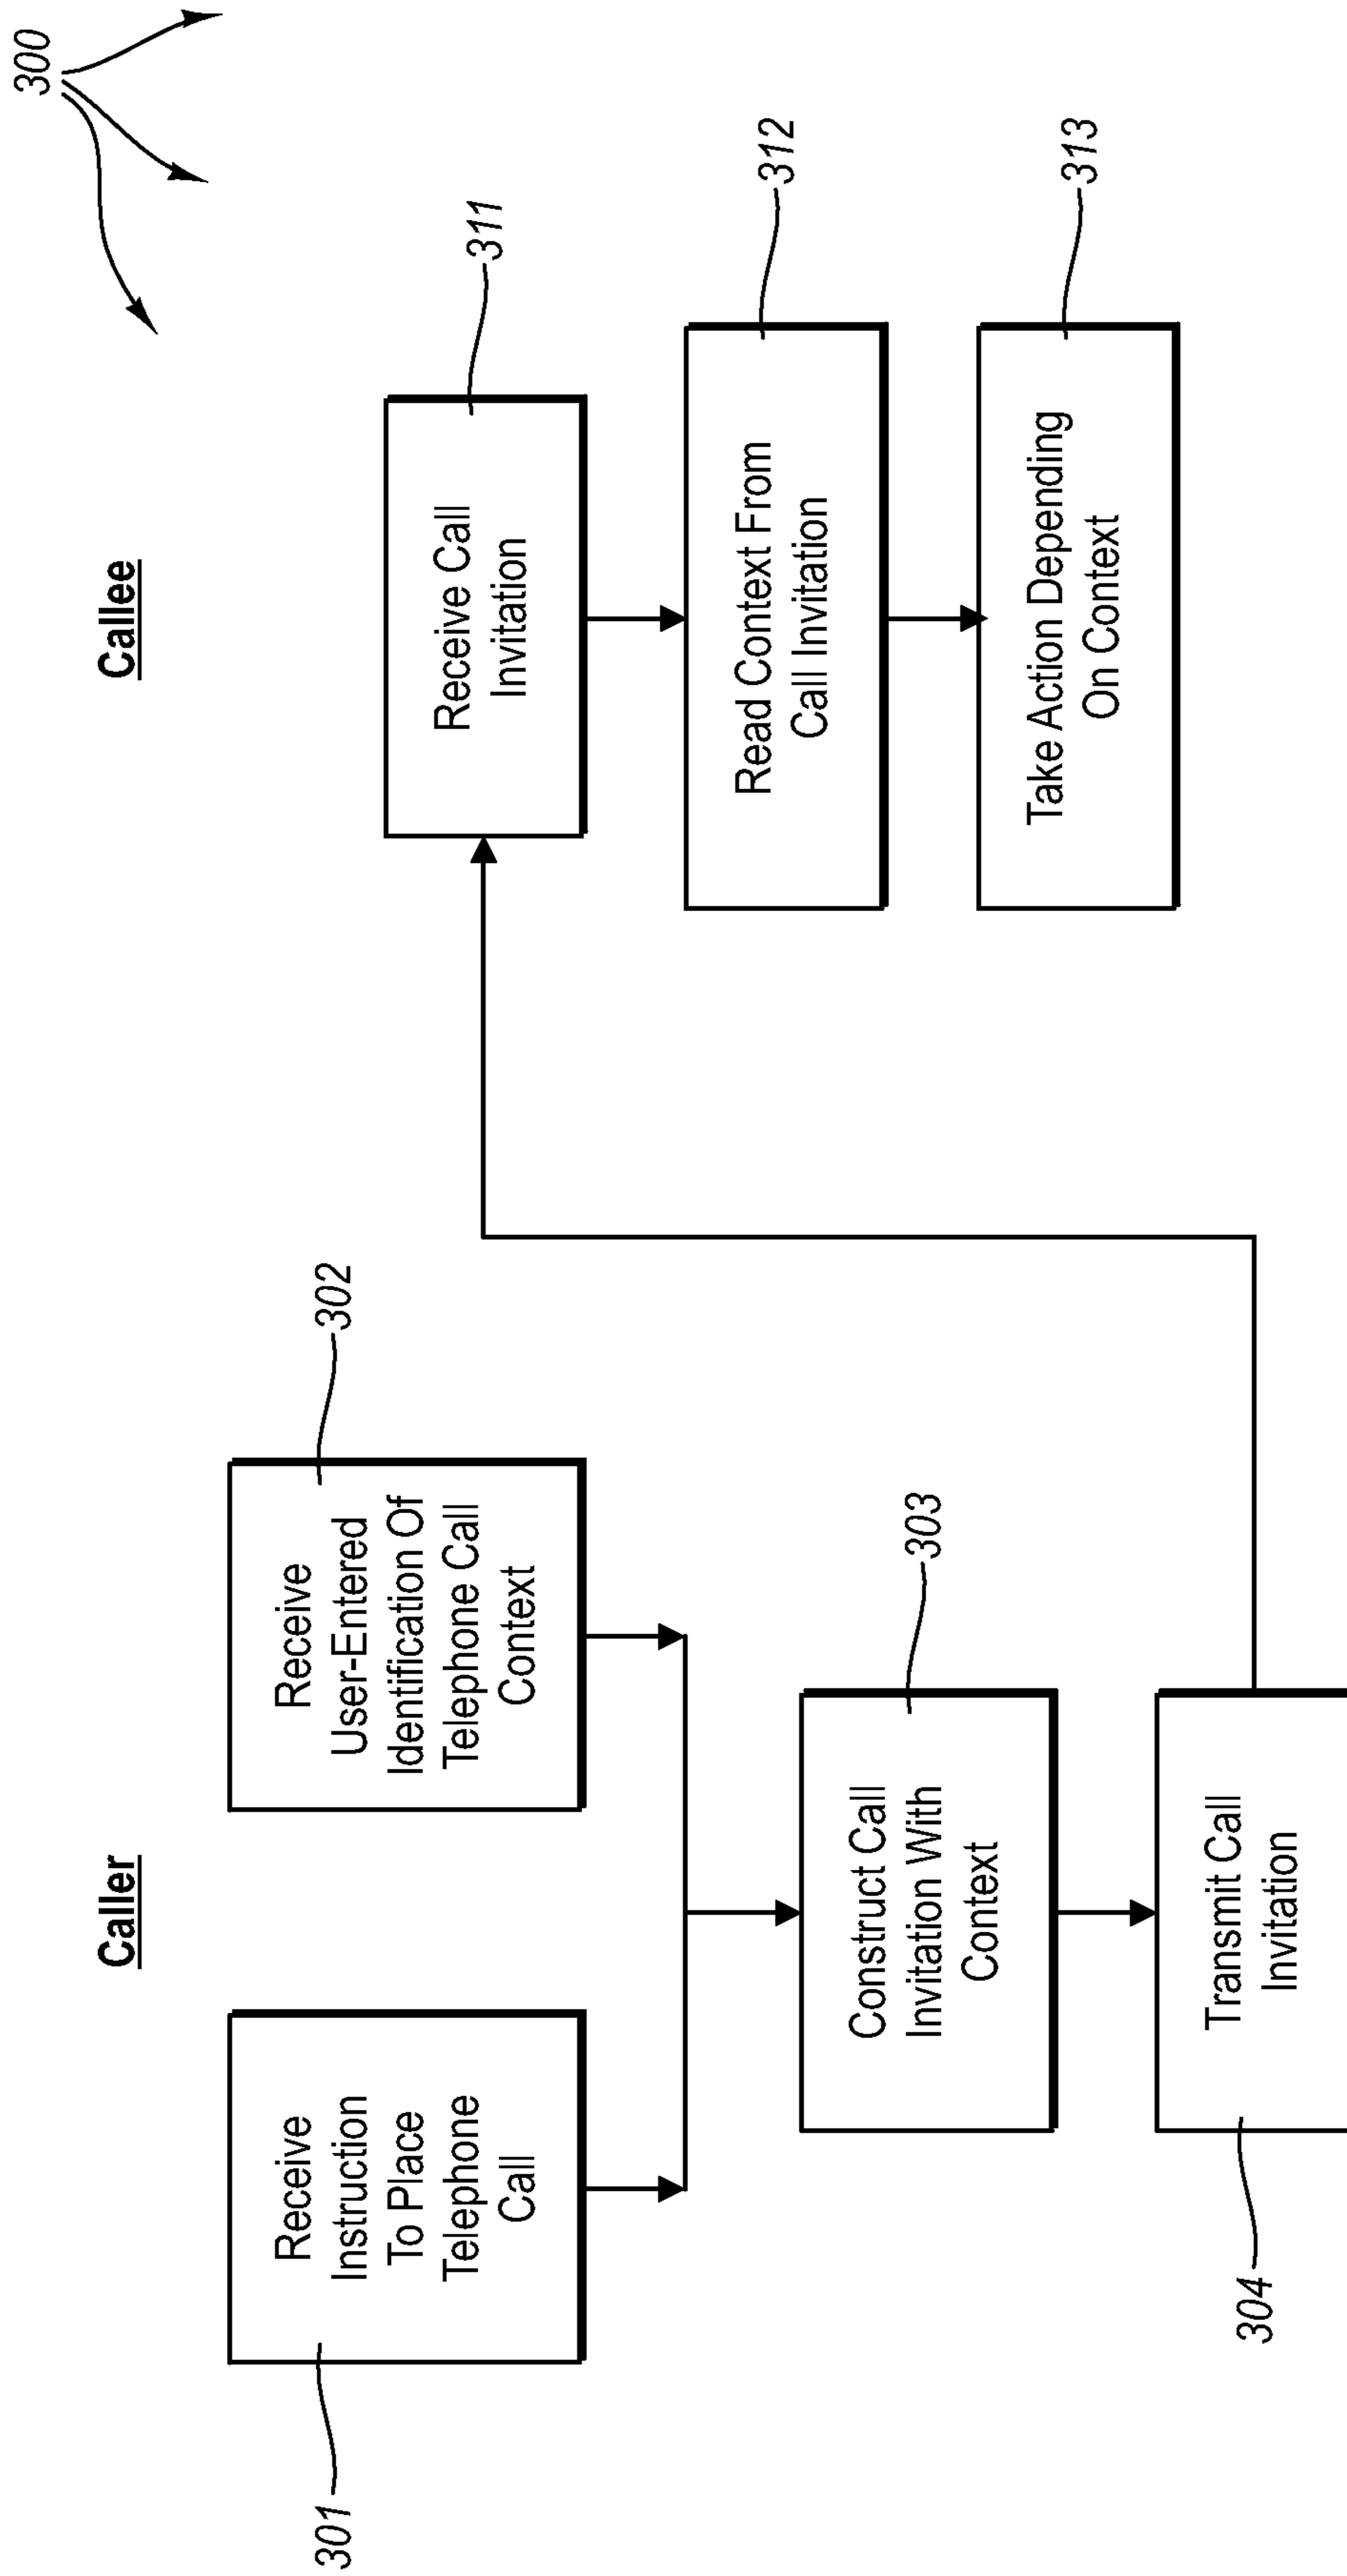 300
Caller
Callee
301
Receive
Instruction
To Place
Telephone
Call
302
Receive
User-Entered
Identification Of
Telephone Call
Context
303
Construct Call
Invitation With
Context
304
Transmit Call
Invitation
311
Receive Call
Invitation
312
Read Context From
Call Invitation
313
Take Action Depending
On Context